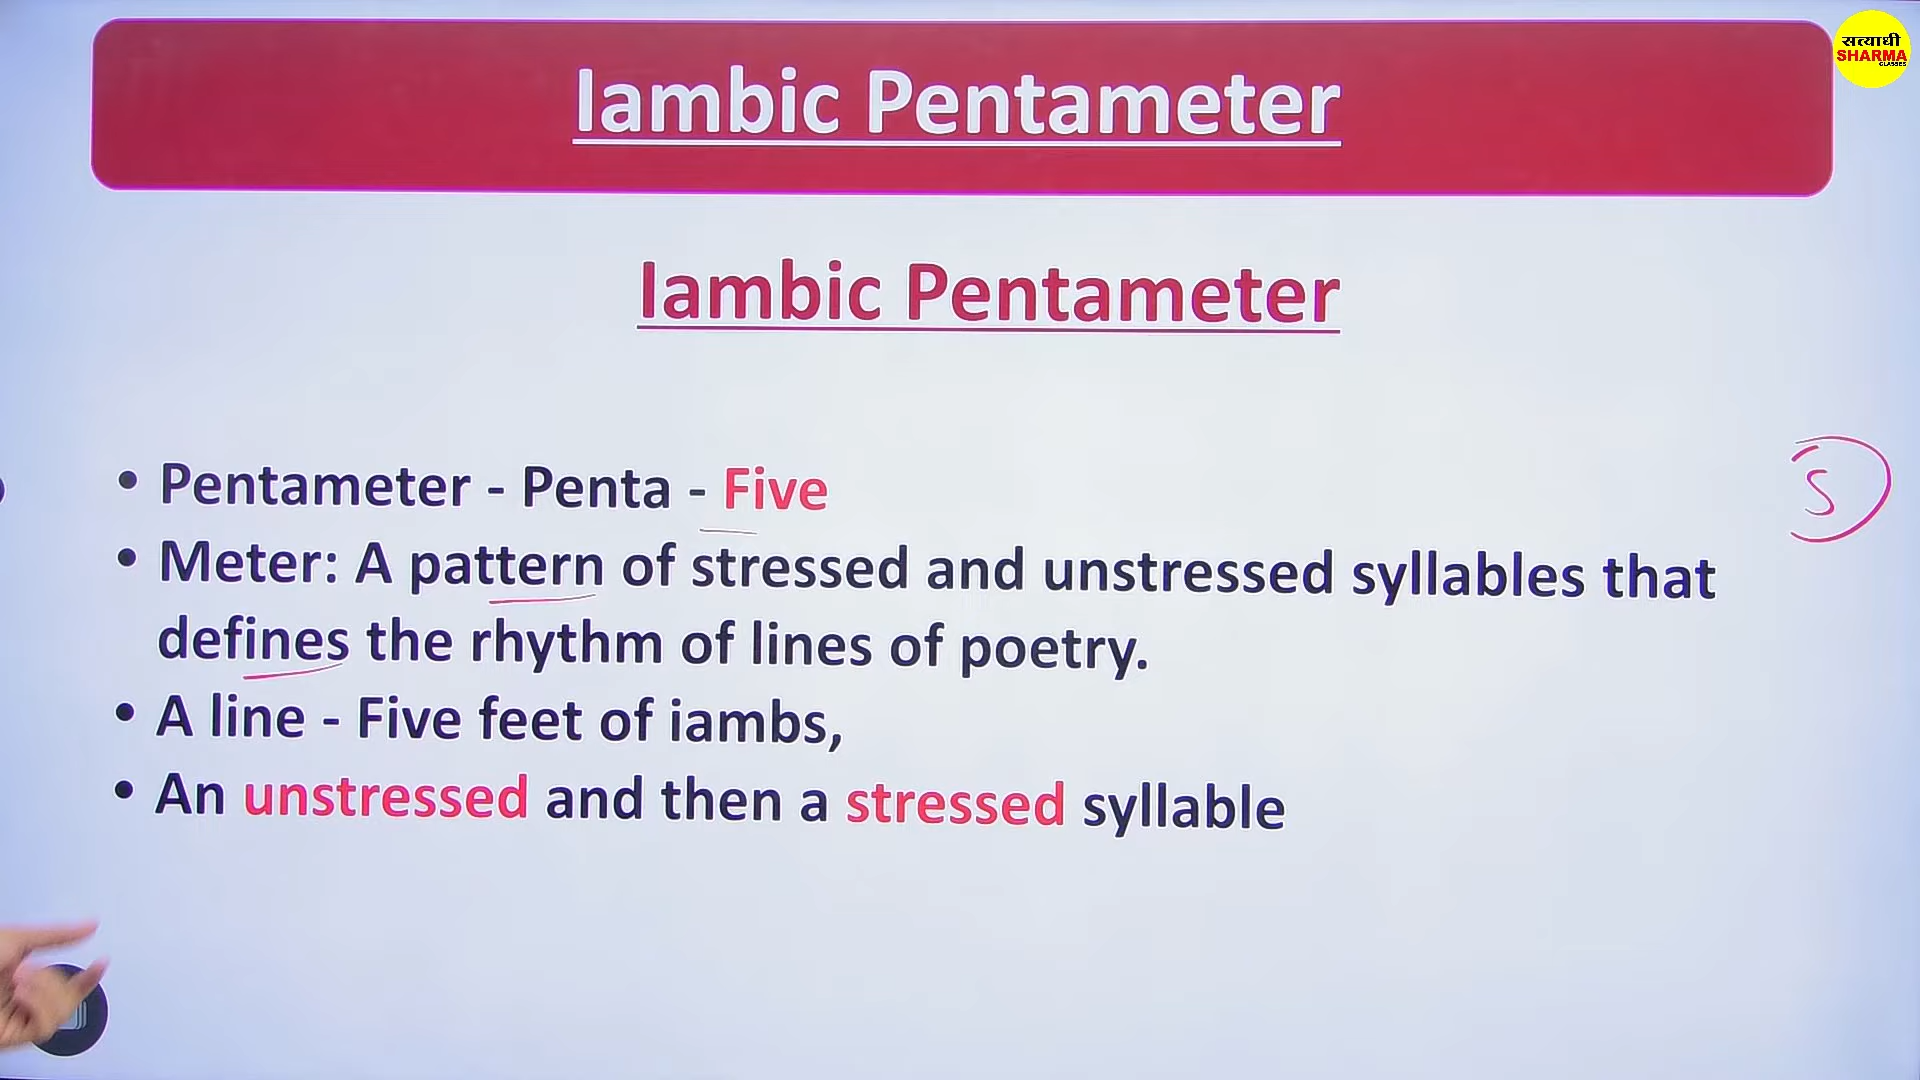 सत्यार्थी
SHARMA
CLASSES
Iambic Pentameter
Iambic Pentameter
5
• Pentameter - Penta - Five
• Meter: A pattern of stressed and unstressed syllables that
defines the rhythm of lines of poetry.
• A line - Five feet of iambs,
• An unstressed and then a stressed syllable